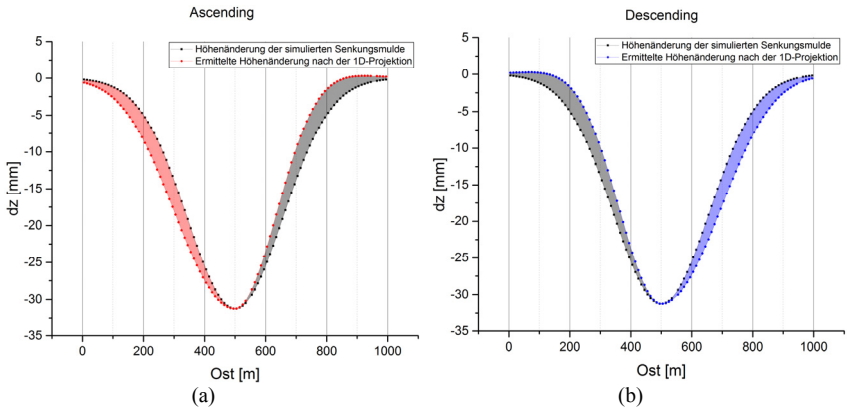 Ascending
Höhenänderung der simulierten Senkungsmulde
Ermittelte Höhenänderung nach der 1D-Projektion
5
0
-5
-10
-15
-20
-25
-30
-35
dz [mm]
0 200 400 600 800 1000
Ost [m]
(a)
Descending
Höhenänderung der simulierten Senkungsmulde
Ermittelte Höhenänderung nach der 1D-Projektion
5
0
-5
-10
-15
-20
-25
-30
-35
dz [mm]
0 200 400 600 800 1000
Ost [m]
(b)